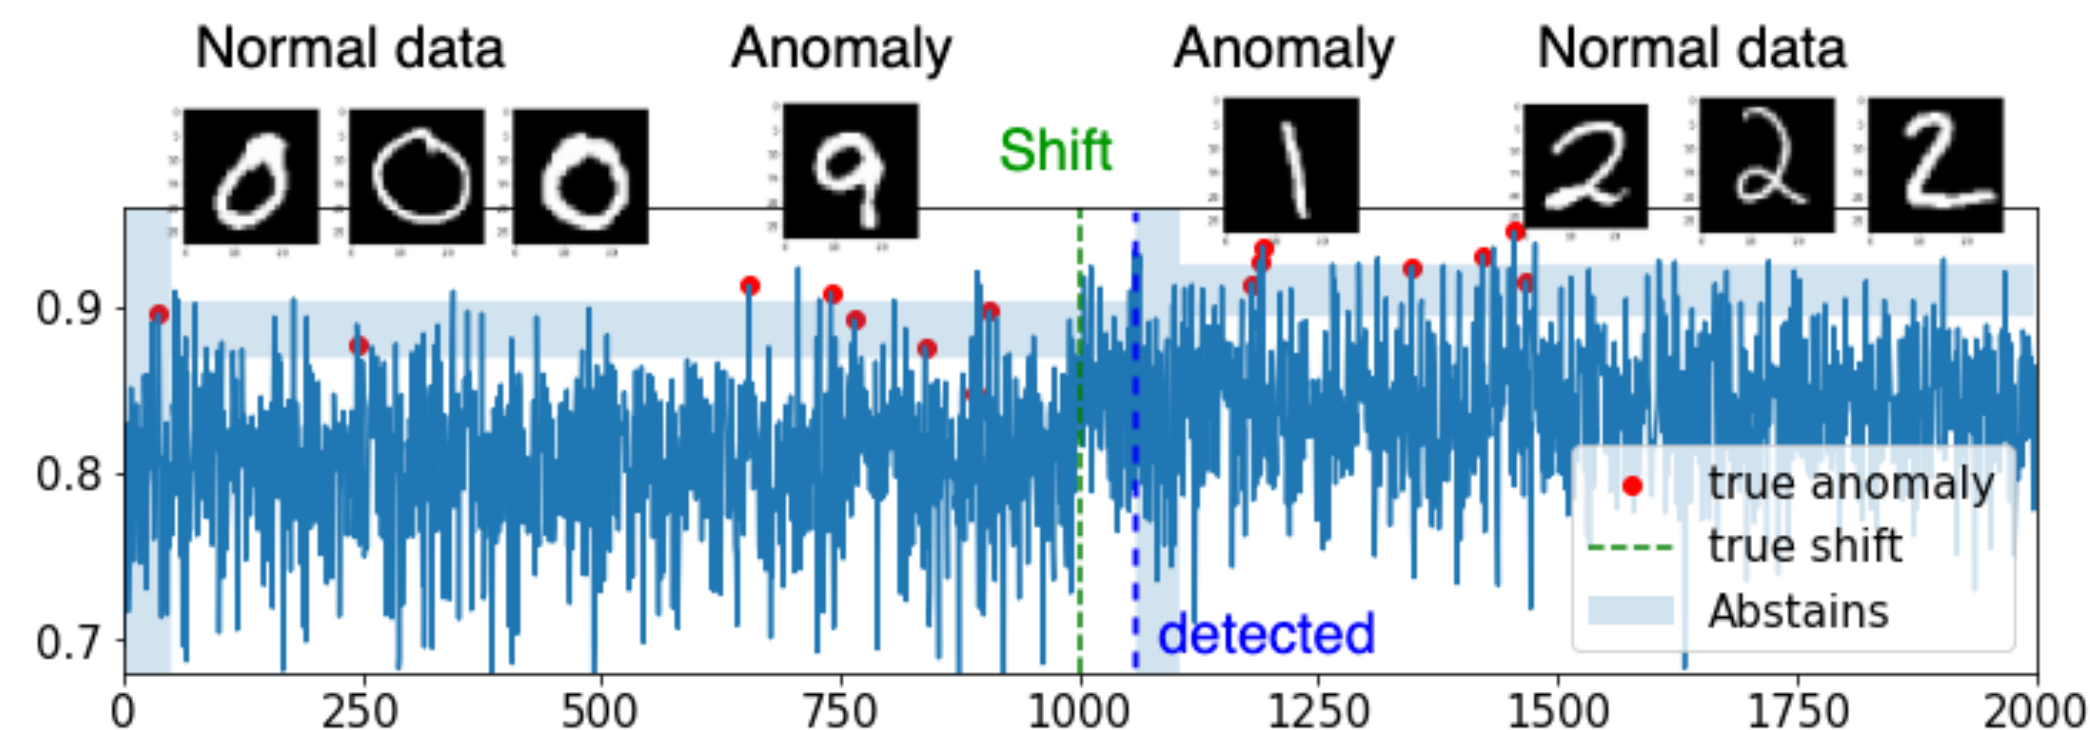 Normal data
Anomaly
Anomaly
Normal data
Shift
0.9
0.8
0.7
true anomaly
true shift
Abstains
detected
0
250
500
750
1000
1250
1500
1750
2000